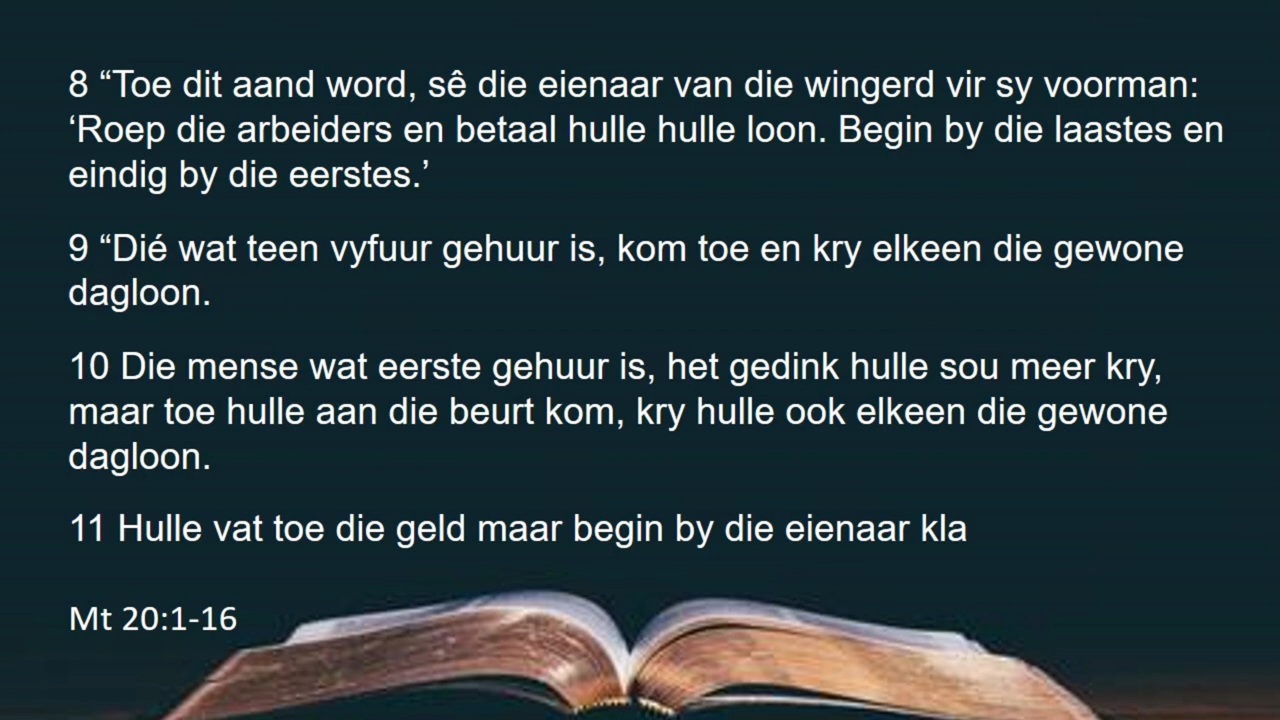 8 “Toe dit aand word, sê die eienaar van die wingerd vir sy voorman:
‘Roep die arbeiders en betaal hulle hulle loon. Begin by die laastes en
eindig by die eerstes.’
9 “Dié wat teen vyfuur gehuur is, kom toe en kry elkeen die gewone
dagloon.
10 Die mense wat eerste gehuur is, het gedink hulle sou meer kry,
maar toe hulle aan die beurt kom, kry hulle ook elkeen die gewone
dagloon.
11 Hulle vat toe die geld maar begin by die eienaar kla
Mt 20:1-16